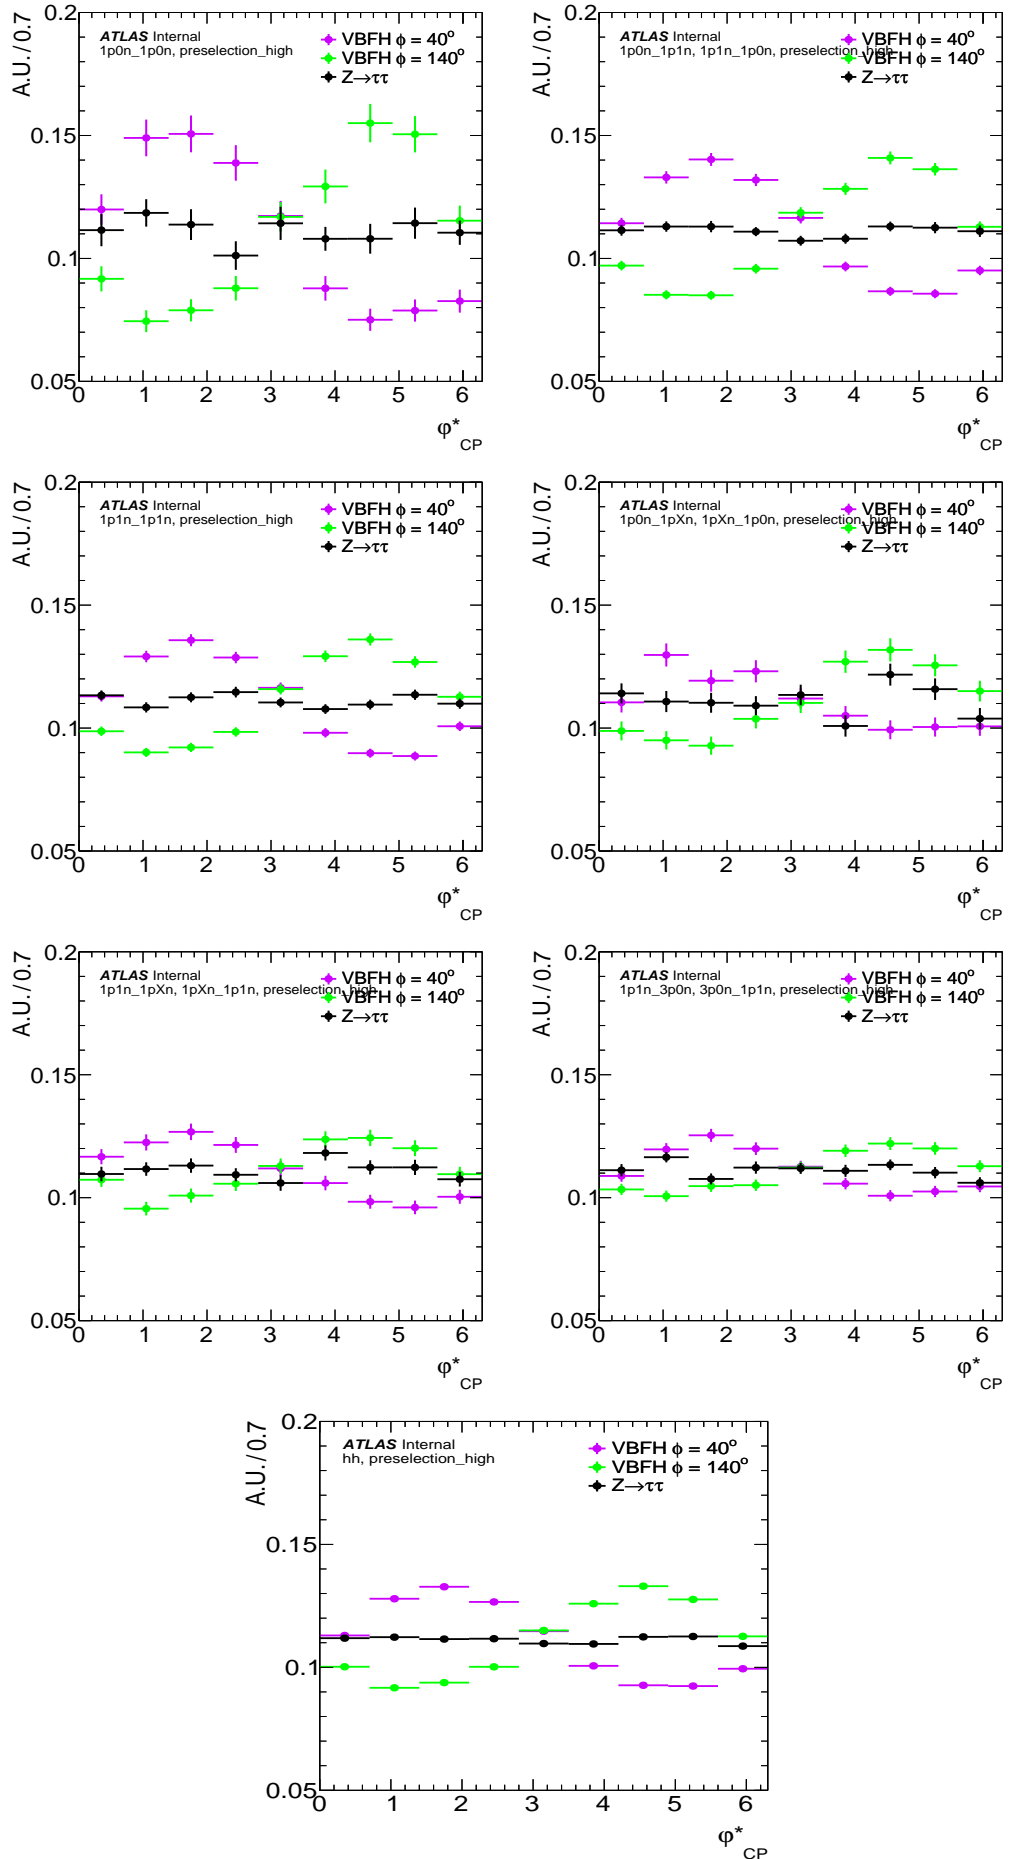 A.U. / 0.7
0.2
ATLAS Internal
1p0n_1p0n, preselection_high
VBFH ϕ = 40°
VBFH ϕ = 140°
Z→ττ
0.15
0.1
0.05
0 1 2 3 4 5 6
φ*CP
A.U. / 0.7
0.2
ATLAS Internal
1p0n_1p1n, 1p1n_1p0n, preselection_high
VBFH ϕ = 40°
VBFH ϕ = 140°
Z→ττ
0.15
0.1
0.05
0 1 2 3 4 5 6
φ*CP
A.U. / 0.7
0.2
ATLAS Internal
1p1n_1p1n, preselection_high
VBFH ϕ = 40°
VBFH ϕ = 140°
Z→ττ
0.15
0.1
0.05
0 1 2 3 4 5 6
φ*CP
A.U. / 0.7
0.2
ATLAS Internal
1p0n_1pXn, 1pXn_1p0n, preselection_high
VBFH ϕ = 40°
VBFH ϕ = 140°
Z→ττ
0.15
0.1
0.05
0 1 2 3 4 5 6
φ*CP
A.U. / 0.7
0.2
ATLAS Internal
1p1n_1pXn, 1pXn_1p1n, preselection_high
VBFH ϕ = 40°
VBFH ϕ = 140°
Z→ττ
0.15
0.1
0.05
0 1 2 3 4 5 6
φ*CP
A.U. / 0.7
0.2
ATLAS Internal
1p1n_3p0n, 3p0n_1p1n, preselection_high
VBFH ϕ = 40°
VBFH ϕ = 140°
Z→ττ
0.15
0.1
0.05
0 1 2 3 4 5 6
φ*CP
A.U. / 0.7
0.2
ATLAS Internal
hh, preselection_high
VBFH ϕ = 40°
VBFH ϕ = 140°
Z→ττ
0.15
0.1
0.05
0 1 2 3 4 5 6
φ*CP